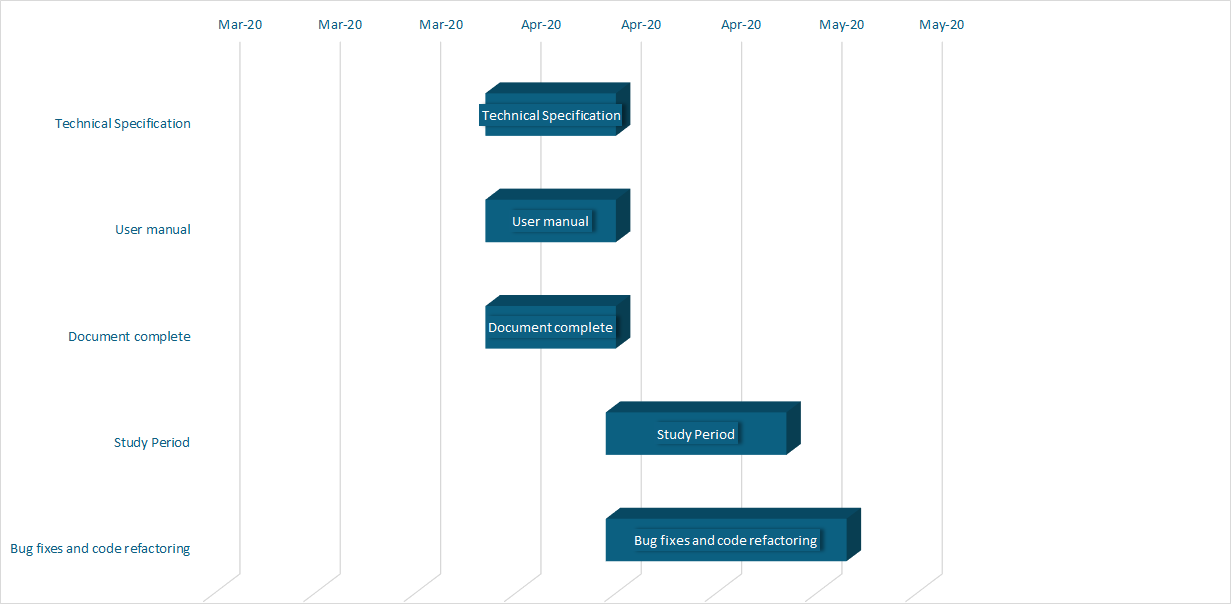 Mar-20 Mar-20 Mar-20 Apr-20 Apr-20 Apr-20 May-20 May-20
Technical Specification Technical Specification
User manual User manual
Document complete Document complete
Study Period Study Period
Bug fixes and code refactoring Bug fixes and code refactoring